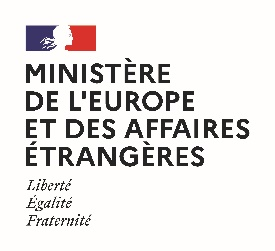 MINISTÈRE
DE L'EUROPE
ET DES AFFAIRES
ÉTRANGÈRES
Liberté
Égalité
Fraternité